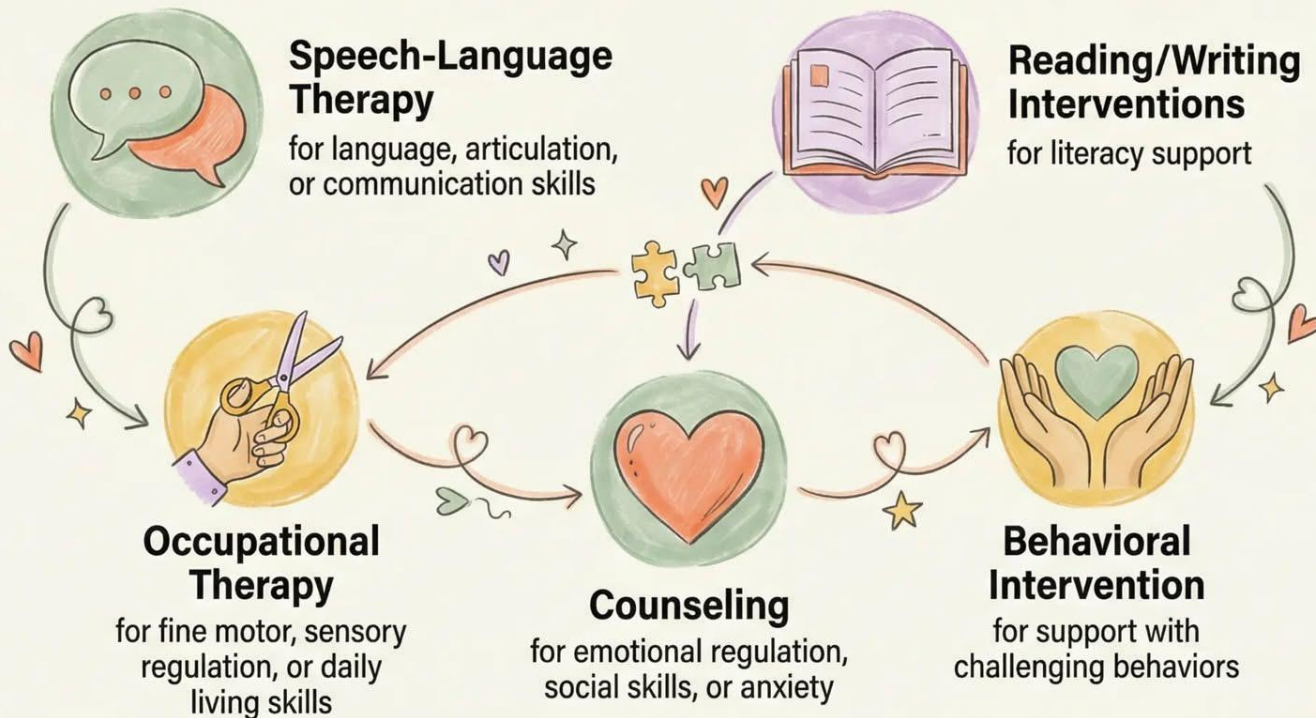 Speech-Language
Therapy
for language, articulation,
or communication skills
Reading/Writing
Interventions
for literacy support
Occupational
Therapy
for fine motor, sensory
regulation, or daily
living skills
Counseling
for emotional regulation,
social skills, or anxiety
Behavioral
Intervention
for support with
challenging behaviors